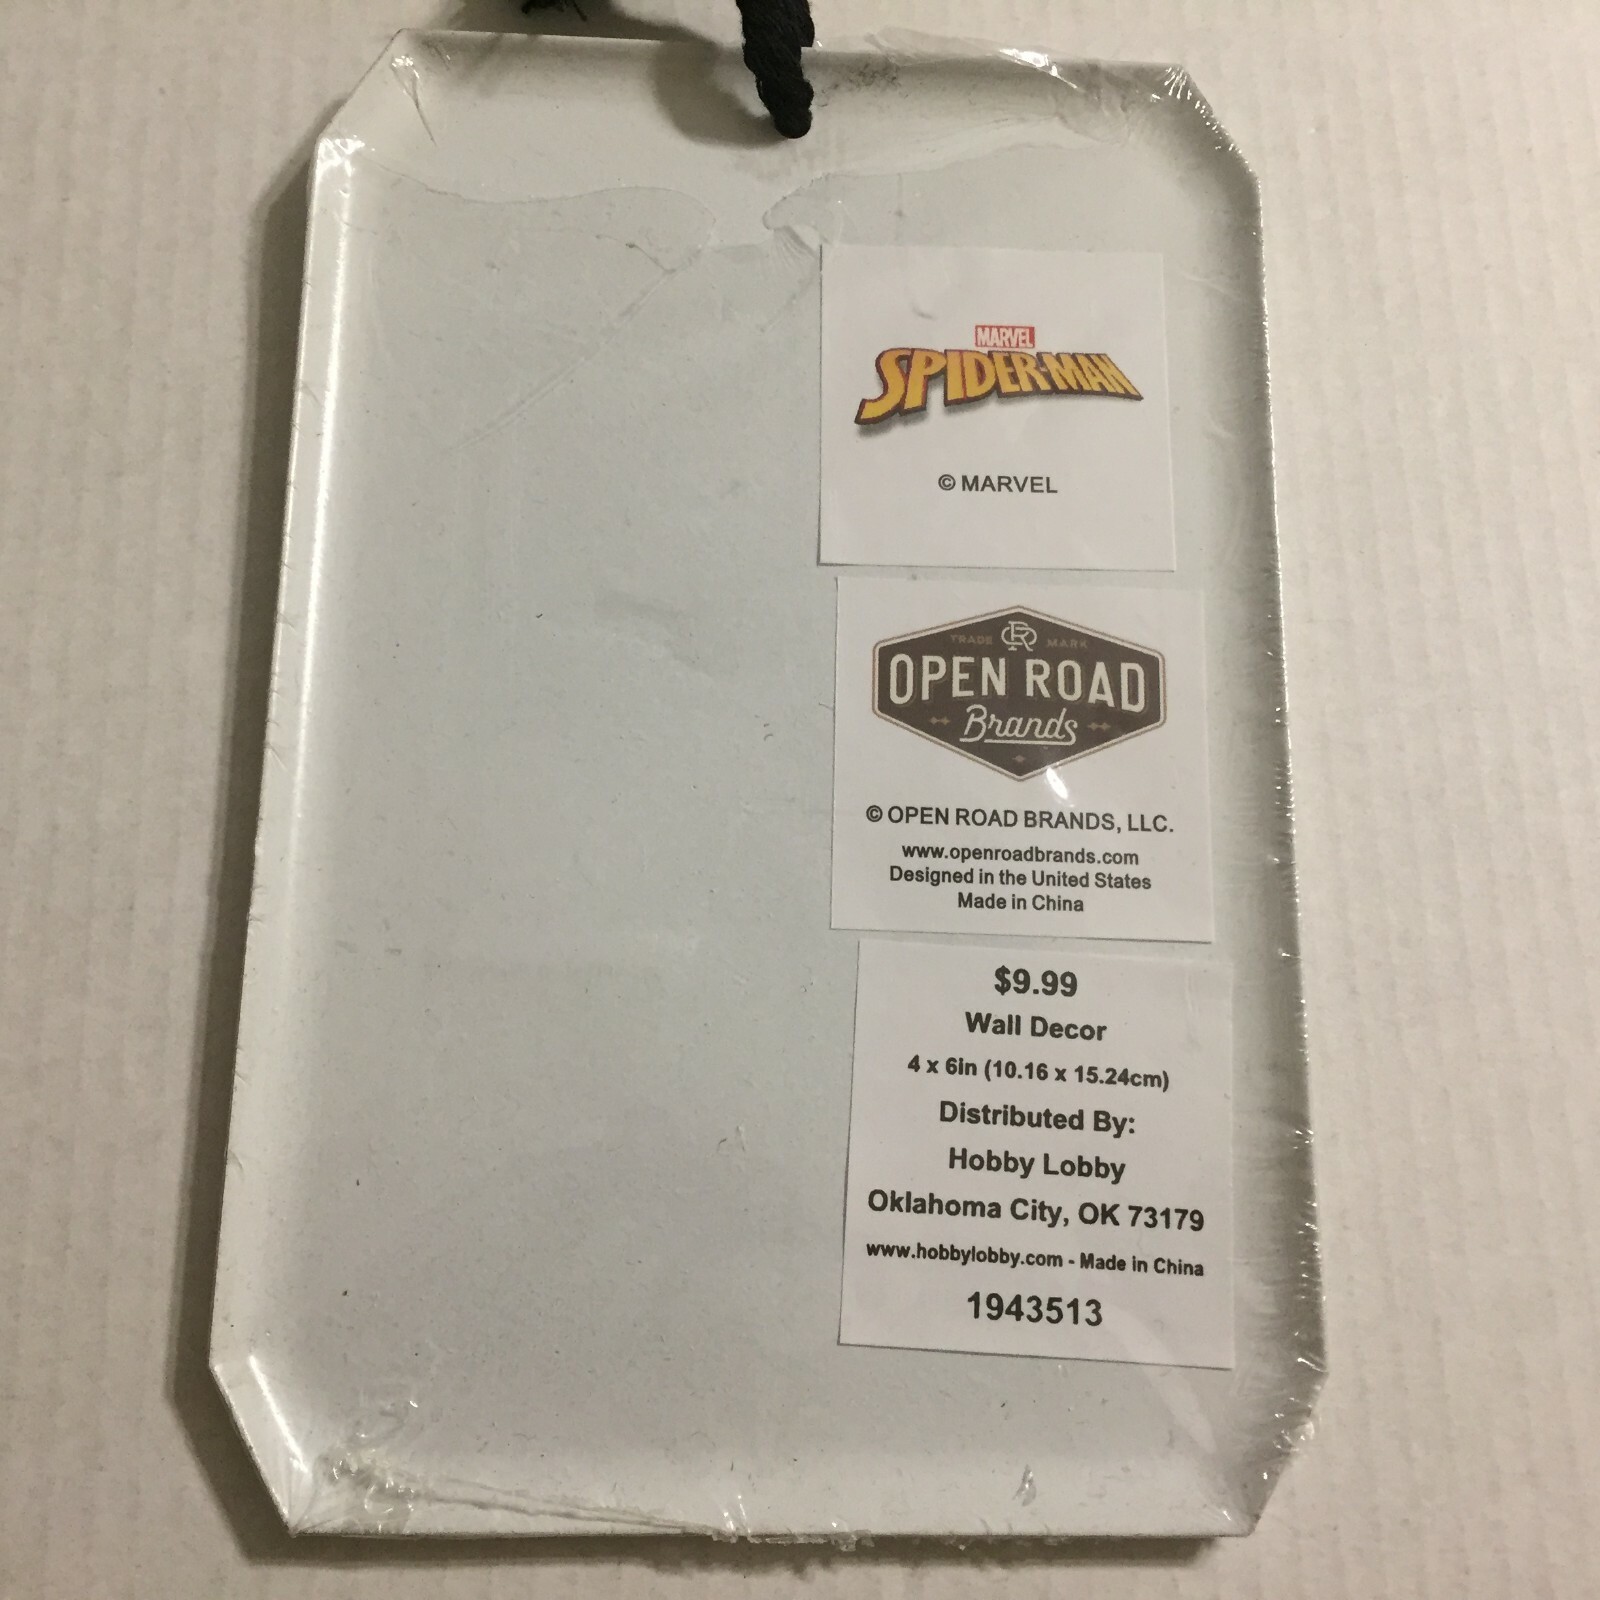 MARVEL
SPIDER-MAN
© MARVEL
TRADE OR MARK
OPEN ROAD
Brands
© OPEN ROAD BRANDS, LLC.
www.openroadbrands.com
Designed in the United States
Made in China
$9.99
Wall Decor
4 x 6in (10.16 x 15.24cm)
Distributed By:
Hobby Lobby
Oklahoma City, OK 73179
www.hobbylobby.com - Made in China
1943513